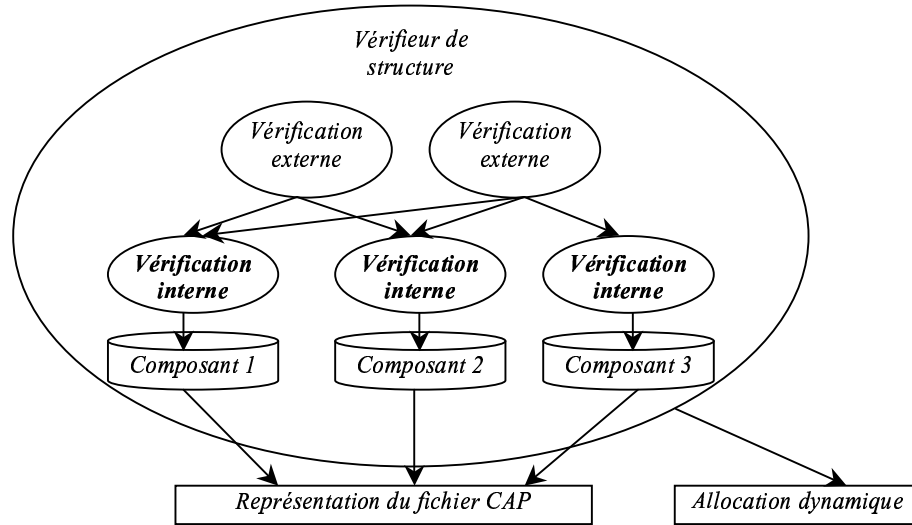 Vérifieur de
structure
Vérification
externe
Vérification
externe
Vérification
interne
Vérification
interne
Vérification
interne
Composant 1
Composant 2
Composant 3
Représentation du fichier CAP
Allocation dynamique